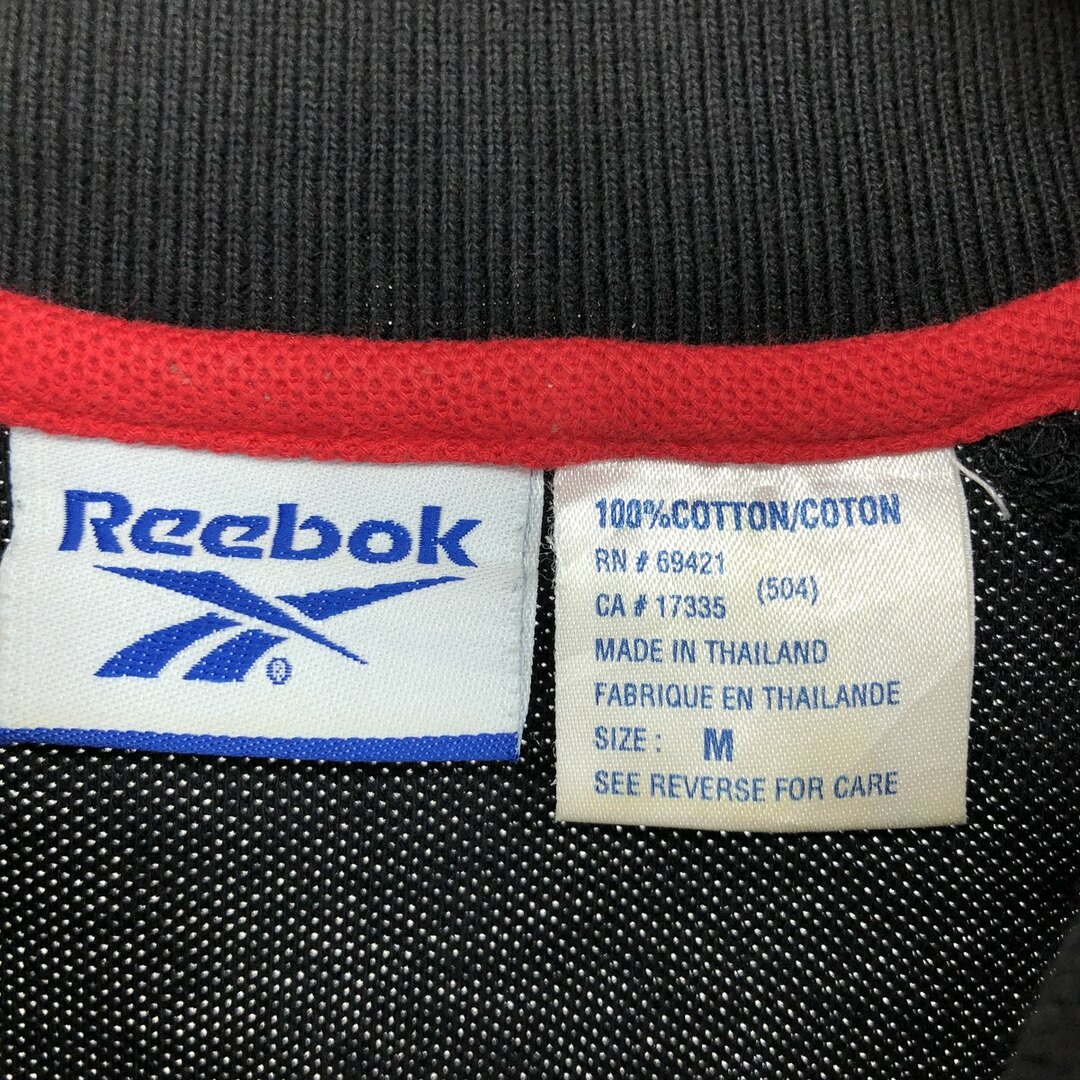 Reebok
®
100%COTTON/COTON
RN # 69421
CA # 17335 (504)
MADE IN THAILAND
FABRIQUE EN THAILANDE
SIZE : M
SEE REVERSE FOR CARE